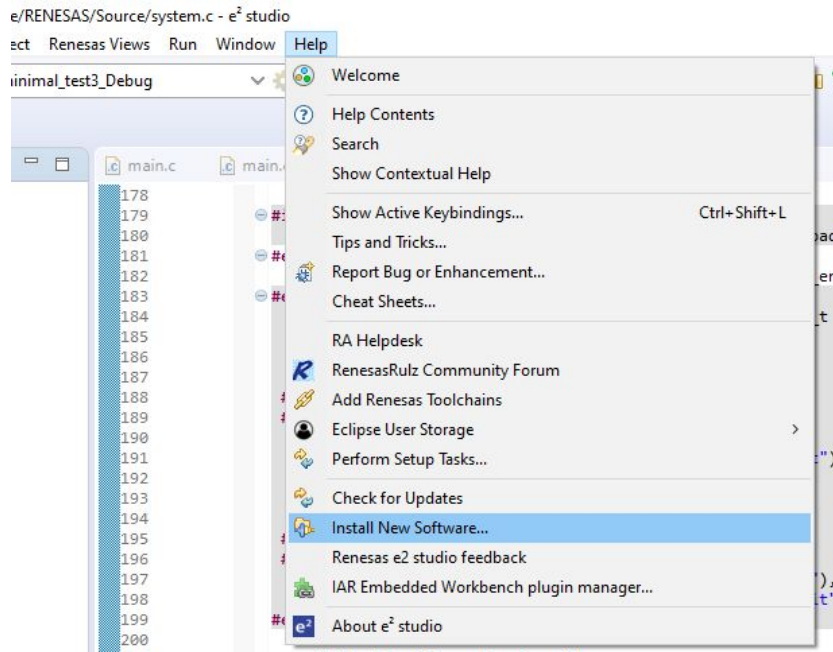 e/RENESAS/Source/system.c - e² studio
ect Renesas Views Run Window Help
inimal_test3_Debug
Welcome
Help Contents
Search
Show Contextual Help
Show Active Keybindings... Ctrl+Shift+L
Tips and Tricks...
Report Bug or Enhancement...
Cheat Sheets...
RA Helpdesk
RenesasRulz Community Forum
Add Renesas Toolchains
Eclipse User Storage
Perform Setup Tasks...
Check for Updates
Install New Software...
Renesas e2 studio feedback
IAR Embedded Workbench plugin manager...
About e² studio
main.c main.
178
179 #i
180
181 #e
182
183 #e
184
185
186
187
188 #
189 #
190
191
192
193
194
195 #
196 #
197
198
199 #e
200